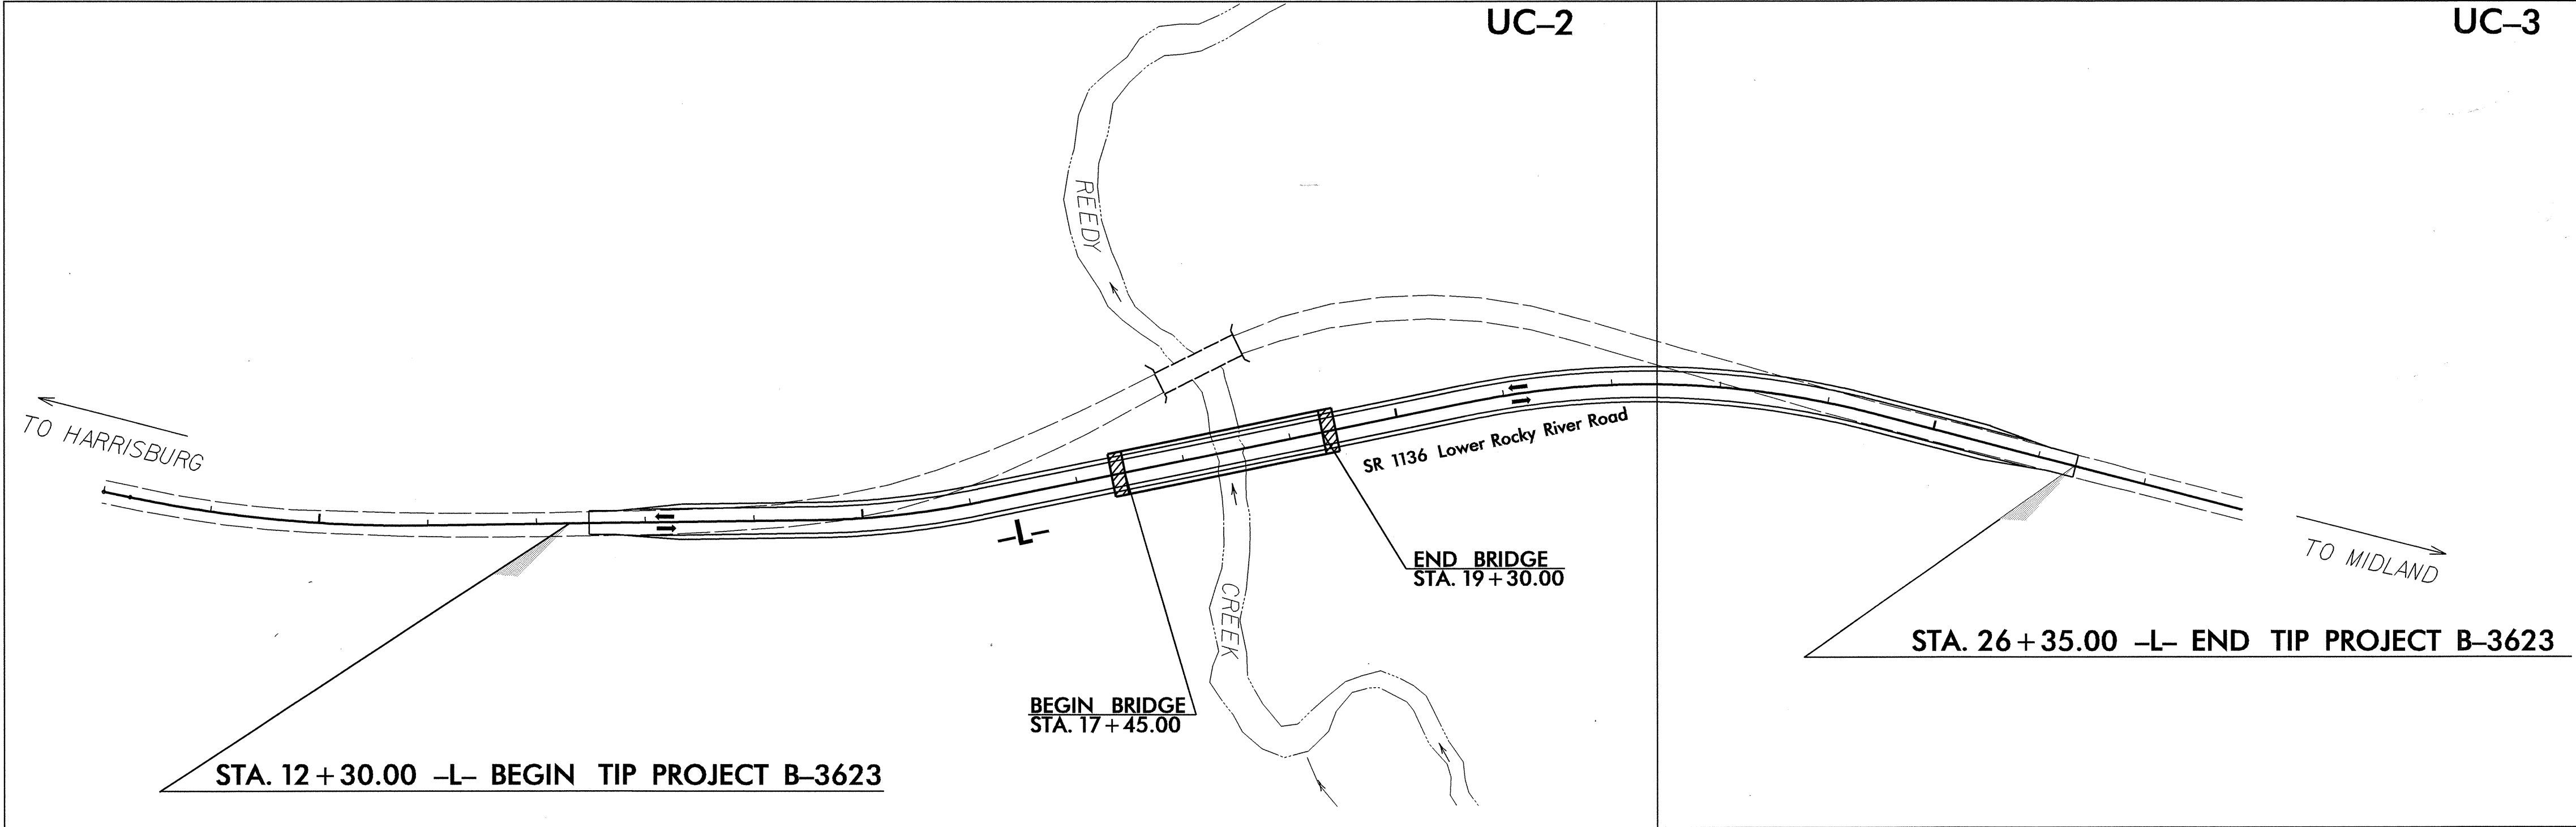 UC–2
UC–3
REEDY
TO HARRISBURG
SR 1136 Lower Rocky River Road
–L–
END BRIDGE
STA. 19+30.00
TO MIDLAND
CREEK
STA. 26+35.00 –L– END TIP PROJECT B–3623
BEGIN BRIDGE
STA. 17+45.00
STA. 12+30.00 –L– BEGIN TIP PROJECT B–3623